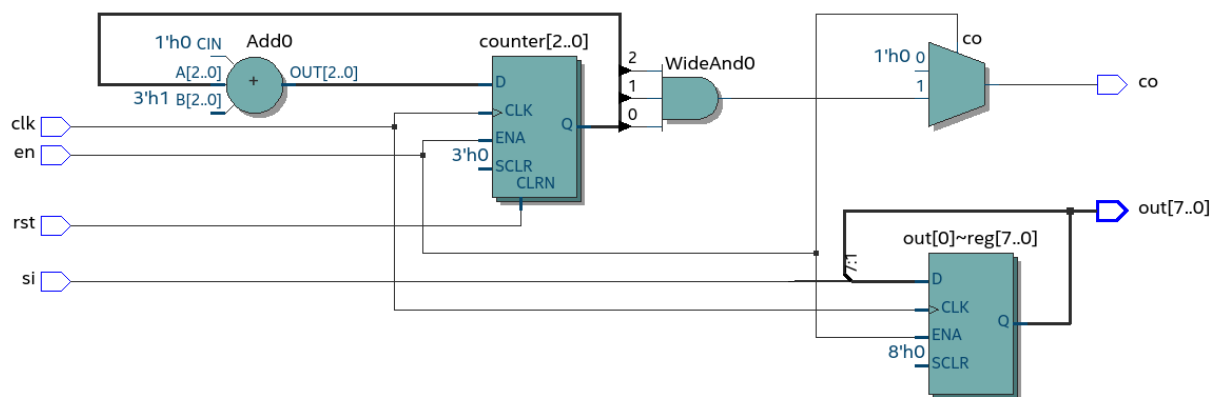 Add0
1'h0 CIN
A[2..0]
3'h1 B[2..0]
+
OUT[2..0]
counter[2..0]
D
CLK
ENA
3'h0
SCLR
CLRN
Q
2
1
0
WideAnd0
co
1'h0 0
1
co
clk
en
rst
si
7:1
out[0]~reg[7..0]
D
CLK
ENA
8'h0
SCLR
Q
out[7..0]